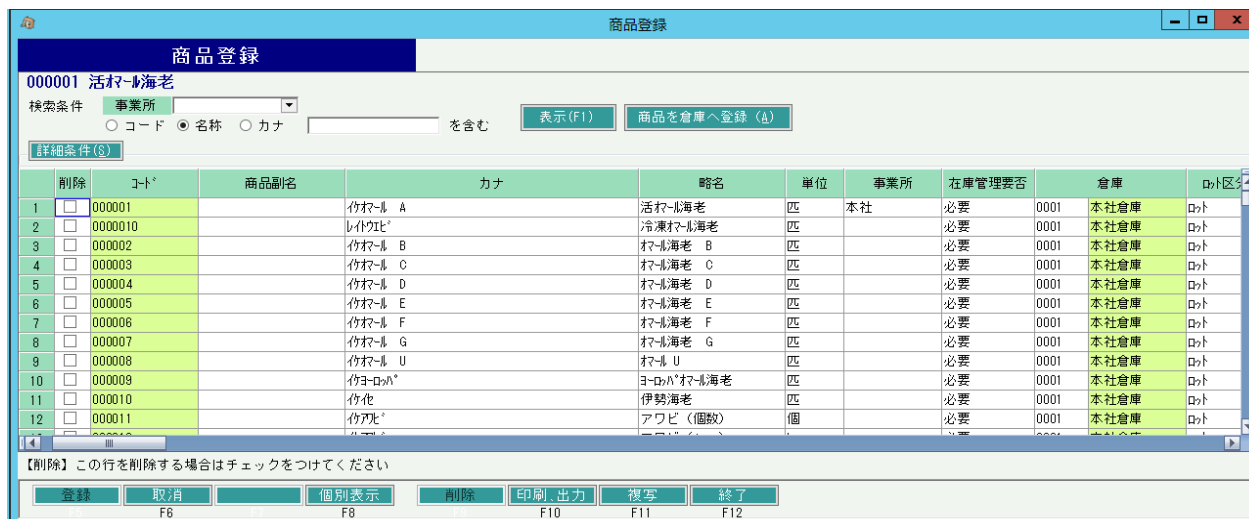 商品登録
商品登録
000001 活ｵﾏｰﾙ海老
検索条件 事業所
コード 名称 カナ を含む 表示(F1) 商品を倉庫へ登録 (A)
詳細条件(S)
削除 ｺｰﾄﾞ 商品副名 カナ 略名 単位 事業所 在庫管理要否 倉庫 ﾛｯﾄ区分
1 000001 ｲｹｵﾏｰﾙ A 活ｵﾏｰﾙ海老 匹 本社 必要 0001 本社倉庫 ﾛｯﾄ
2 0000010 ﾚｲﾄｳｴﾋﾞ 冷凍ｵﾏｰﾙ海老 匹 必要 0001 本社倉庫 ﾛｯﾄ
3 000002 ｲｹｵﾏｰﾙ B ｵﾏｰﾙ海老 B 匹 必要 0001 本社倉庫 ﾛｯﾄ
4 000003 ｲｹｵﾏｰﾙ C ｵﾏｰﾙ海老 C 匹 必要 0001 本社倉庫 ﾛｯﾄ
5 000004 ｲｹｵﾏｰﾙ D ｵﾏｰﾙ海老 D 匹 必要 0001 本社倉庫 ﾛｯﾄ
6 000005 ｲｹｵﾏｰﾙ E ｵﾏｰﾙ海老 E 匹 必要 0001 本社倉庫 ﾛｯﾄ
7 000006 ｲｹｵﾏｰﾙ F ｵﾏｰﾙ海老 F 匹 必要 0001 本社倉庫 ﾛｯﾄ
8 000007 ｲｹｵﾏｰﾙ G ｵﾏｰﾙ海老 G 匹 必要 0001 本社倉庫 ﾛｯﾄ
9 000008 ｲｹｵﾏｰﾙ U ｵﾏｰﾙ U 匹 必要 0001 本社倉庫 ﾛｯﾄ
10 000009 ｲｹﾖｰﾛｯﾊﾟ ﾖｰﾛｯﾊﾟｵﾏｰﾙ海老 匹 必要 0001 本社倉庫 ﾛｯﾄ
11 000010 ｲｹｲｾ 伊勢海老 匹 必要 0001 本社倉庫 ﾛｯﾄ
12 000011 ｲｹｱﾜﾋﾞ アワビ（個数） 個 必要 0001 本社倉庫 ﾛｯﾄ
【削除】この行を削除する場合はチェックをつけてください
登録 取消 個別表示 削除 印刷､出力 複写 終了
F5 F6 F7 F8 F9 F10 F11 F12